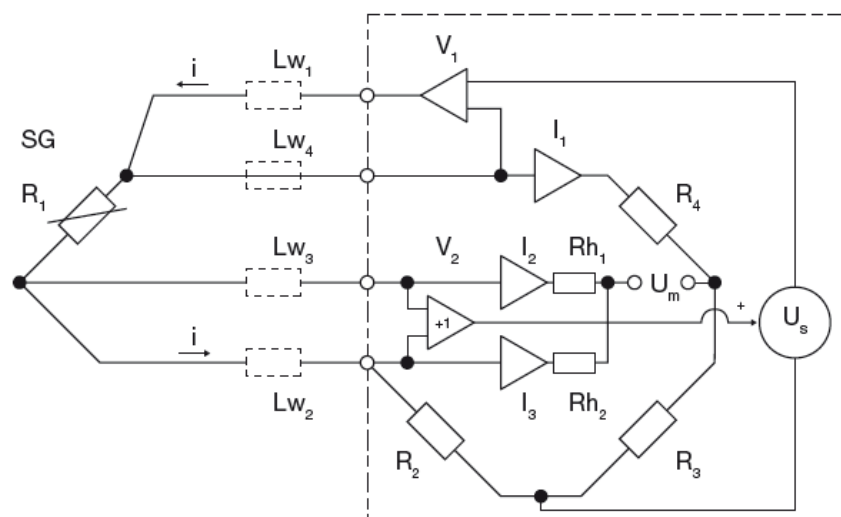 i
Lw₁
V₁
SG
Lw₄
I₁
R₁
R₄
Lw₃
V₂
I₂
Rh₁
Uₘ
+1
+
Uₛ
i
Lw₂
I₃
Rh₂
R₂
R₃